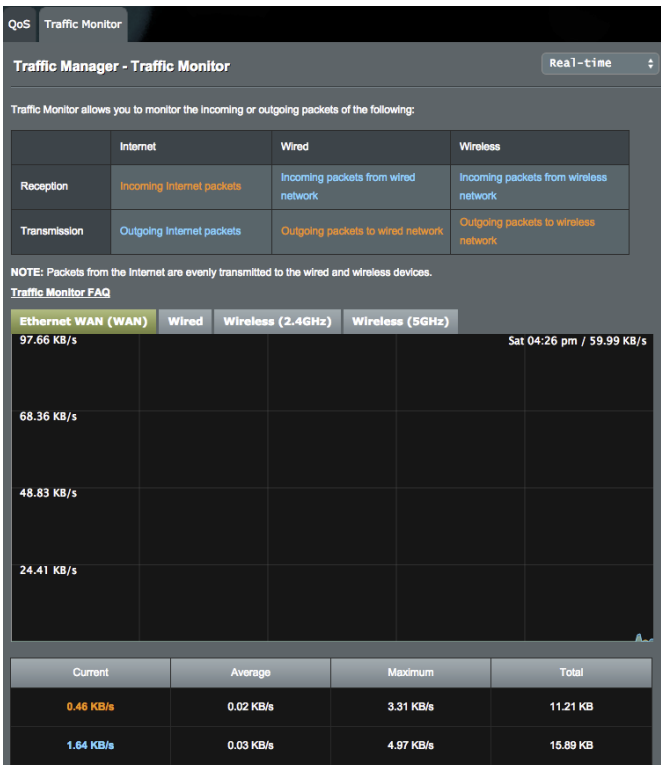 QoS Traffic Monitor
Traffic Manager - Traffic Monitor Real-time
Traffic Monitor allows you to monitor the incoming or outgoing packets of the following:
Internet Wired Wireless
Reception Incoming Internet packets Incoming packets from wired network Incoming packets from wireless network
Transmission Outgoing Internet packets Outgoing packets to wired network Outgoing packets to wireless network
NOTE: Packets from the Internet are evenly transmitted to the wired and wireless devices.
Traffic Monitor FAQ
Ethernet WAN (WAN) Wired Wireless (2.4GHz) Wireless (5GHz)
97.66 KB/s Sat 04:26 pm / 59.99 KB/s
68.36 KB/s
48.83 KB/s
24.41 KB/s
Current Average Maximum Total
0.46 KB/s 0.02 KB/s 3.31 KB/s 11.21 KB
1.64 KB/s 0.03 KB/s 4.97 KB/s 15.89 KB